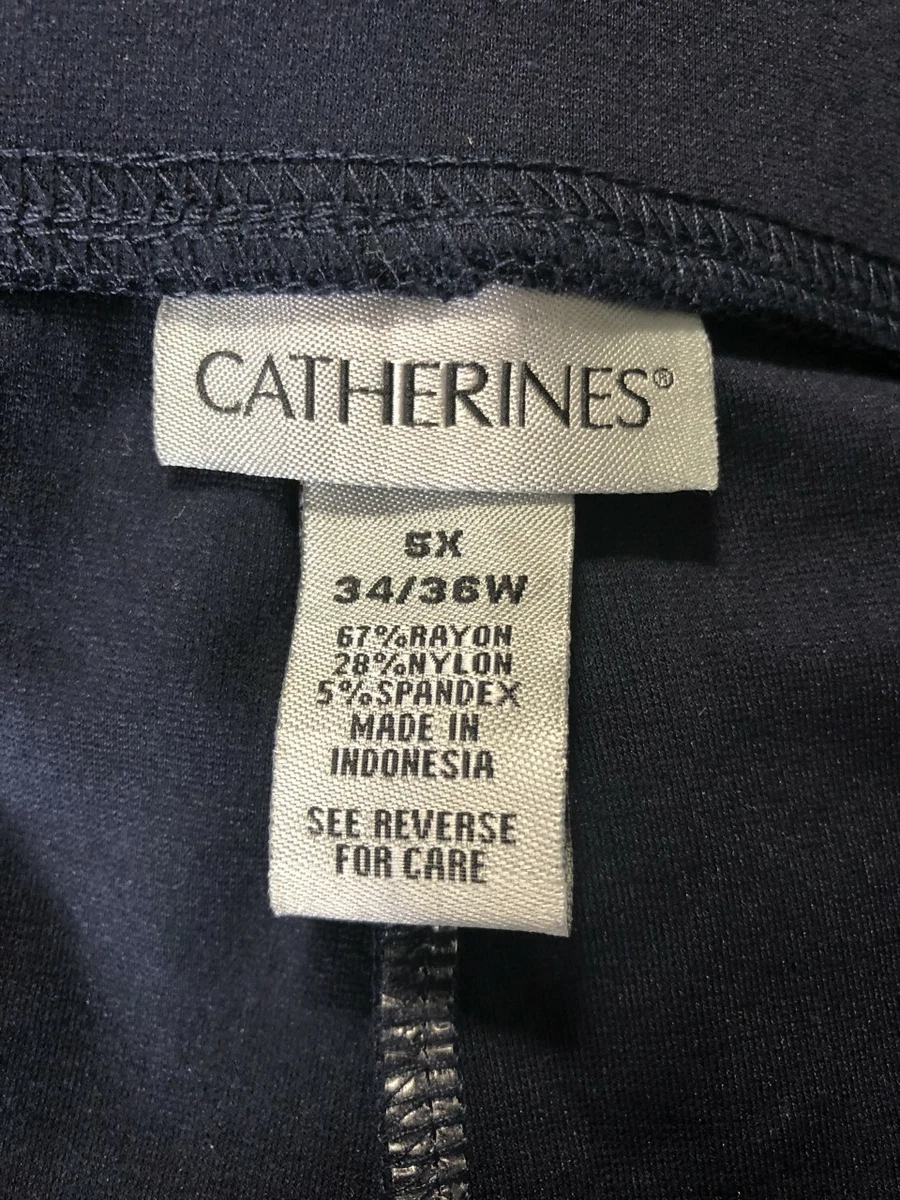 CATHERINES®
5X
34/36W
67%RAYON
28%NYLON
5%SPANDEX
MADE IN
INDONESIA
SEE REVERSE
FOR CARE